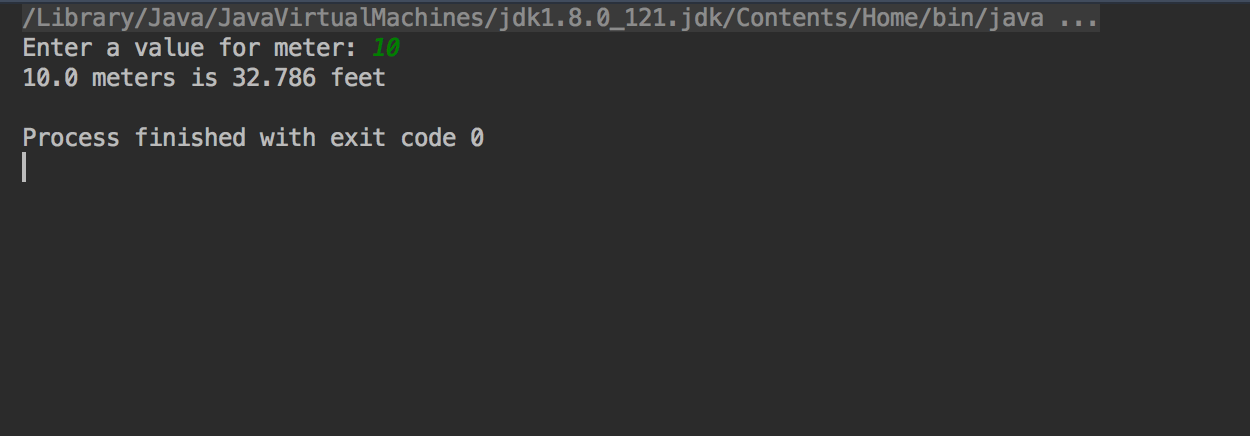 /Library/Java/JavaVirtualMachines/jdk1.8.0_121.jdk/Contents/Home/bin/java ...
Enter a value for meter: 10
10.0 meters is 32.786 feet
Process finished with exit code 0